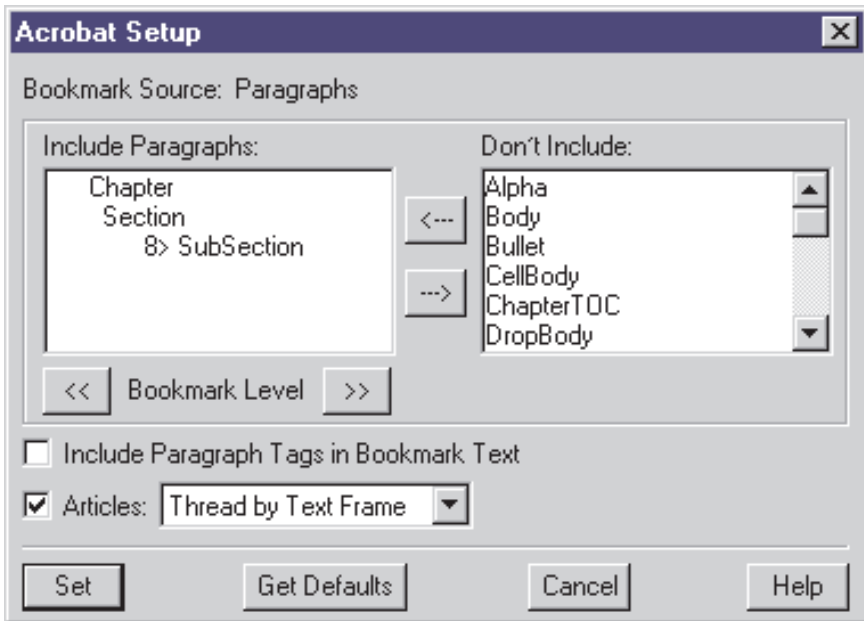 Acrobat Setup
Bookmark Source: Paragraphs
Include Paragraphs:
Chapter
Section
8> SubSection
<---
--->
Don't Include:
Alpha
Body
Bullet
CellBody
ChapterTOC
DropBody
<< Bookmark Level >>
Include Paragraph Tags in Bookmark Text
Articles: Thread by Text Frame
Set Get Defaults Cancel Help